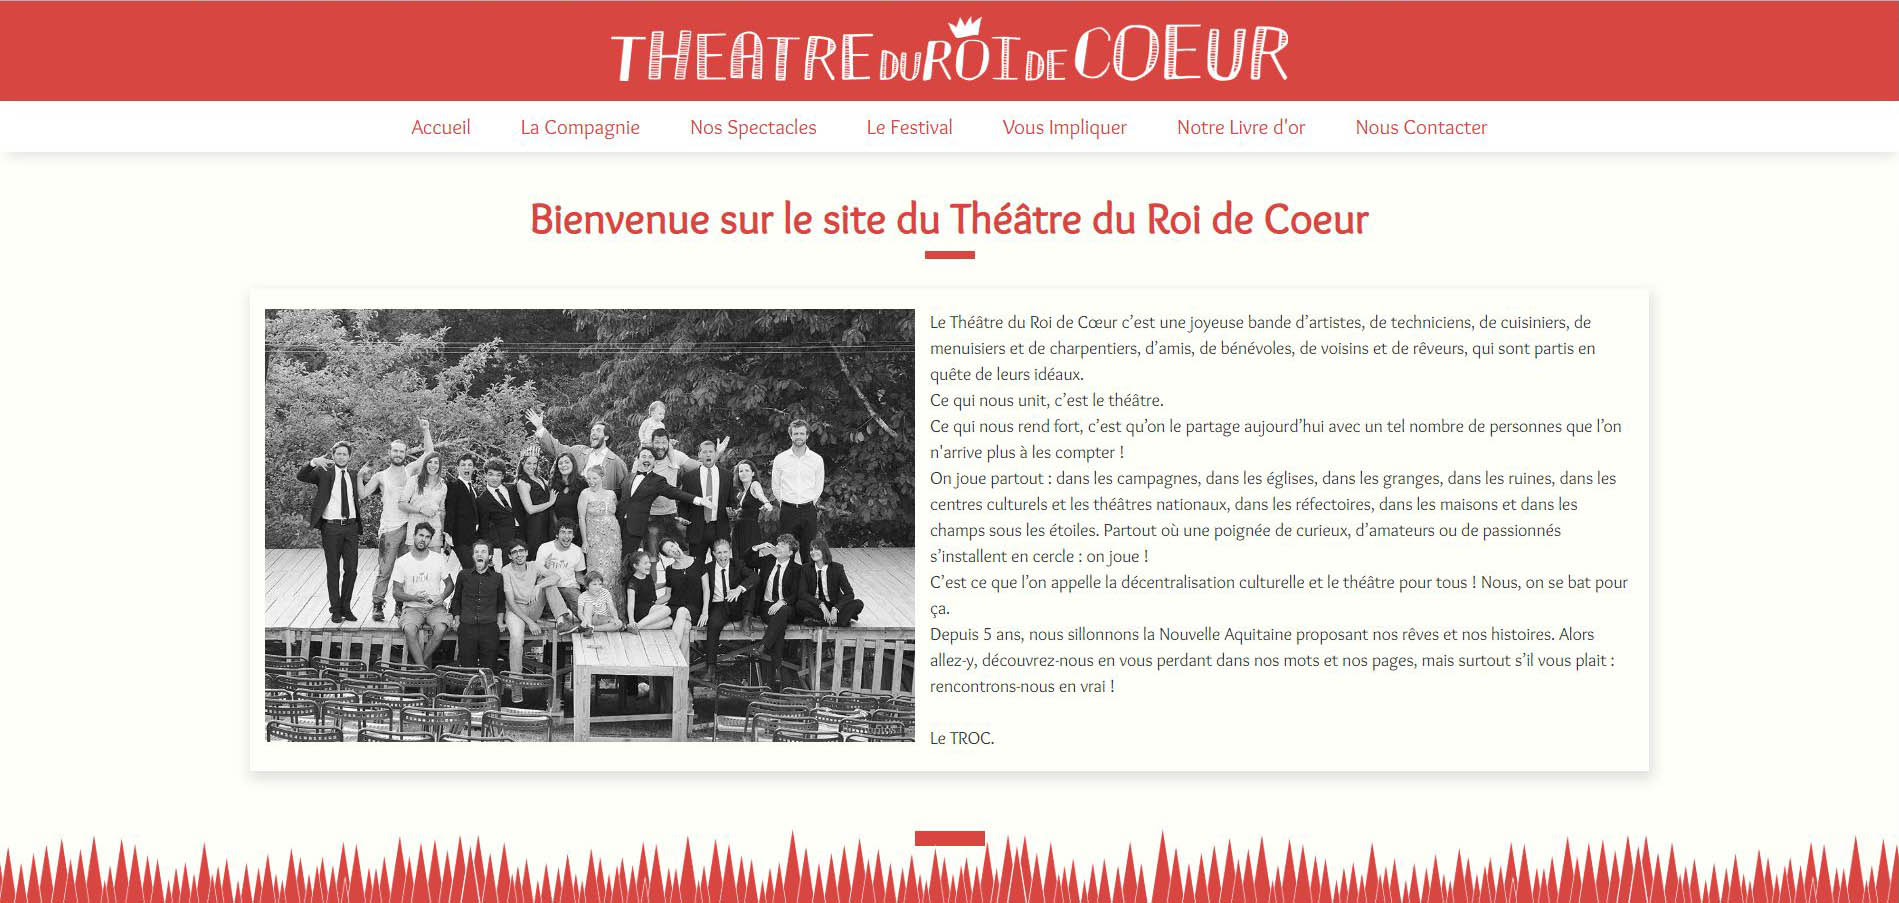 THEATRE DU ROI DE COEUR
Accueil La Compagnie Nos Spectacles Le Festival Vous Impliquer Notre Livre d'or Nous Contacter
Bienvenue sur le site du Théâtre du Roi de Coeur
Le Théâtre du Roi de Cœur c’est une joyeuse bande d’artistes, de techniciens, de cuisiniers, de
menuisiers et de charpentiers, d’amis, de bénévoles, de voisins et de rêveurs, qui sont partis en
quête de leurs idéaux.
Ce qui nous unit, c’est le théâtre.
Ce qui nous rend fort, c’est qu’on le partage aujourd’hui avec un tel nombre de personnes que l’on
n'arrive plus à les compter !
On joue partout : dans les campagnes, dans les églises, dans les granges, dans les ruines, dans les
centres culturels et les théâtres nationaux, dans les réfectoires, dans les maisons et dans les
champs sous les étoiles. Partout où une poignée de curieux, d’amateurs ou de passionnés
s’installent en cercle : on joue !
C’est ce que l’on appelle la décentralisation culturelle et le théâtre pour tous ! Nous, on se bat pour
ça.
Depuis 5 ans, nous sillonnons la Nouvelle Aquitaine proposant nos rêves et nos histoires. Alors
allez-y, découvrez-nous en vous perdant dans nos mots et nos pages, mais surtout s’il vous plait :
rencontrons-nous en vrai !
Le TROC.